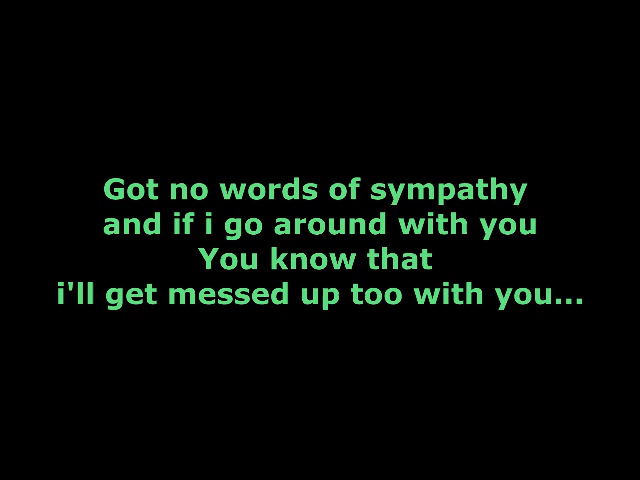 Got no words of sympathy
and if i go around with you
You know that
i'll get messed up too with you...